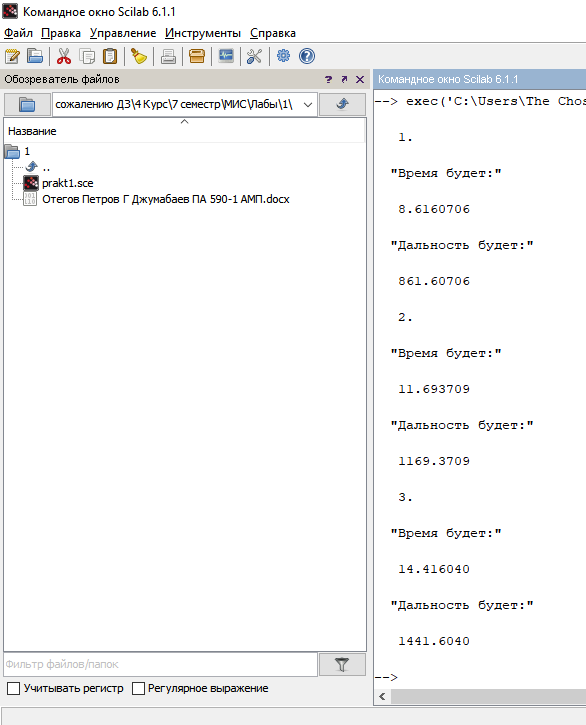 Командное окно Scilab 6.1.1
Файл Правка Управление Инструменты Справка
Обозреватель файлов
сожалению ДЗ\4 Курс\7 семестр\МИС\Лабы\1\
Название
1
..
prakt1.sce
Отегов Петров Г Джумабаев ПА 590-1 АМП.docx
Фильтр файлов/папок
Учитывать регистр Регулярное выражение
Командное окно Scilab 6.1.1
--> exec('C:\Users\The Chos
1.
"Время будет:"
8.6160706
"Дальность будет:"
861.60706
2.
"Время будет:"
11.693709
"Дальность будет:"
1169.3709
3.
"Время будет:"
14.416040
"Дальность будет:"
1441.6040
-->